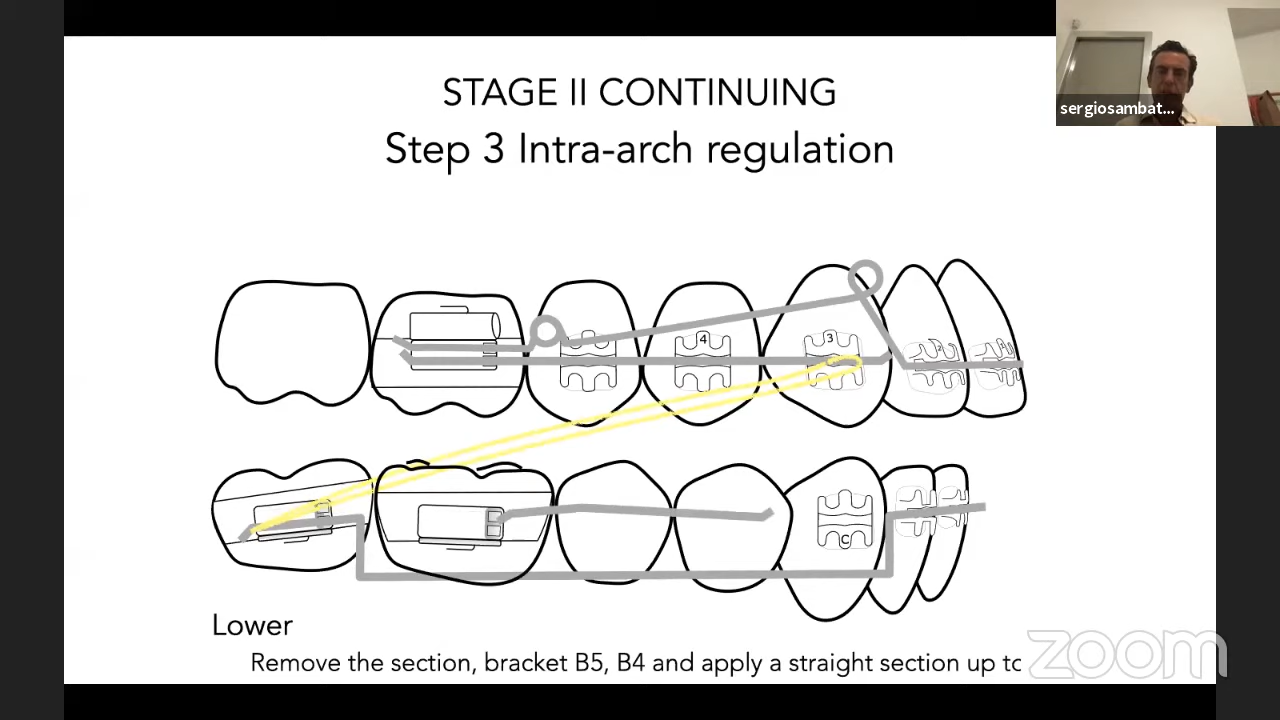 STAGE II CONTINUING
Step 3 Intra-arch regulation
sergiosambat...
4
3
2
C
Lower
Remove the section, bracket B5, B4 and apply a straight section up to
zoom